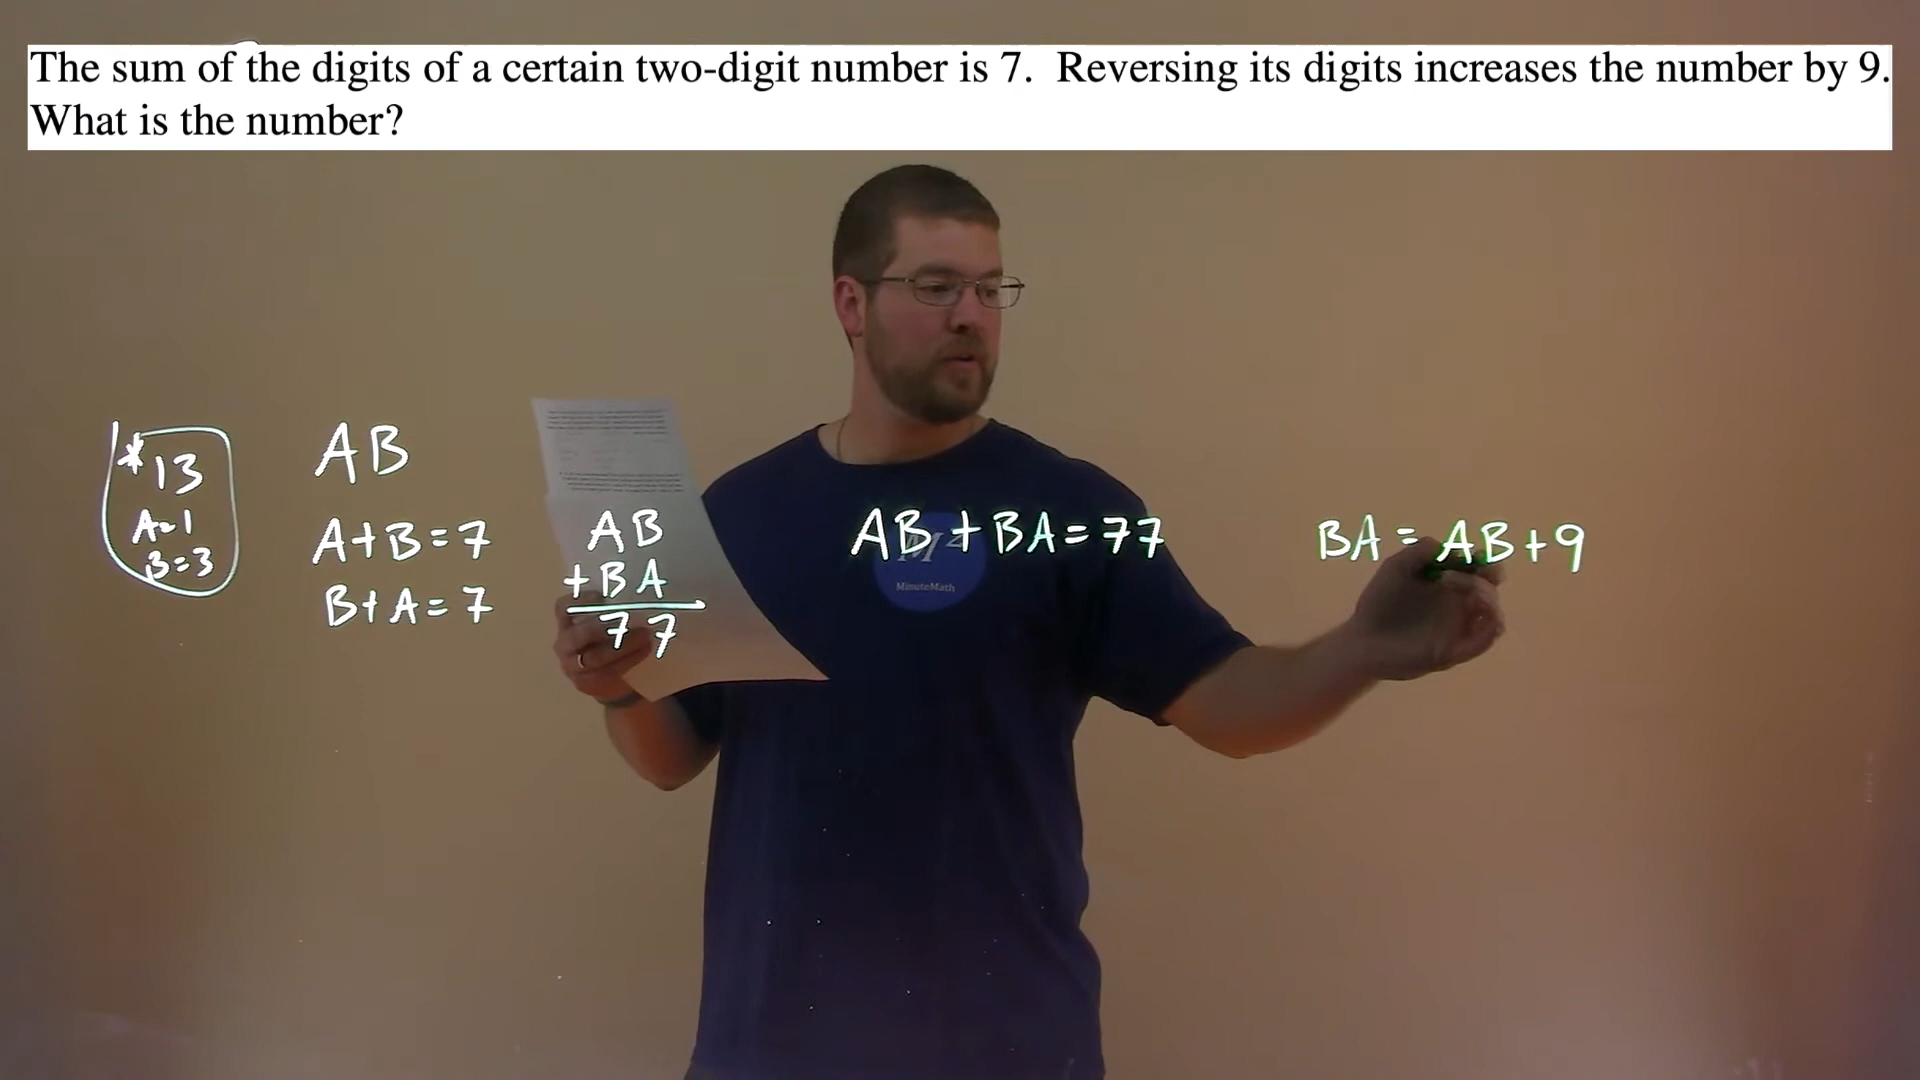 The sum of the digits of a certain two-digit number is 7. Reversing its digits increases the number by 9.
What is the number?
* 13
A=1
B=3
AB
A+B=7
B+A=7
AB
+BA
77
AB+BA=77
BA=AB+9
M²
MinuteMath